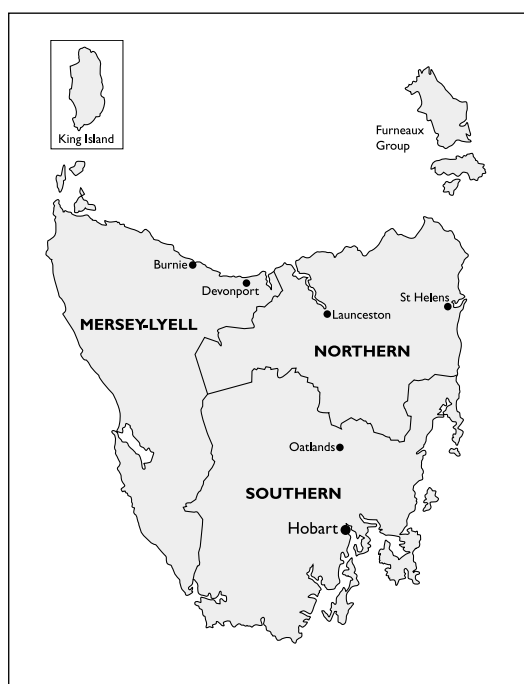 King Island
Furneaux
Group
Burnie
Devonport
St Helens
Launceston
MERSEY-LYELL
NORTHERN
Oatlands
SOUTHERN
Hobart